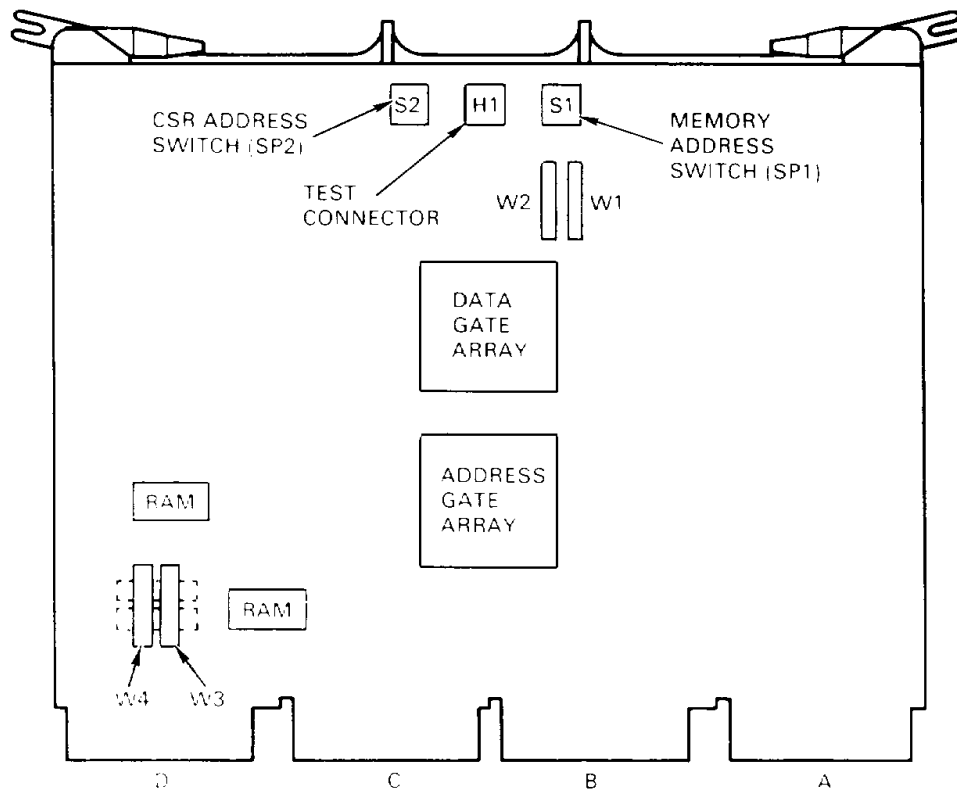 S2
H1
S1
CSR ADDRESS
SWITCH (SP2)
MEMORY
ADDRESS
SWITCH (SP1)
TEST
CONNECTOR
W2
W1
DATA
GATE
ARRAY
ADDRESS
GATE
ARRAY
RAM
RAM
W4
W3
D
C
B
A